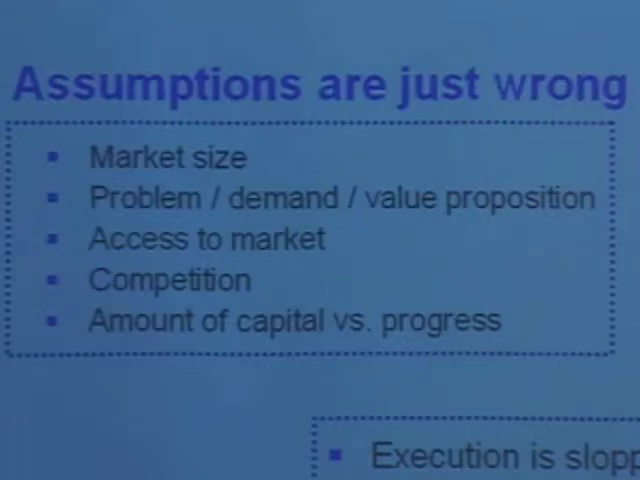 Assumptions are just wrong
Market size
Problem / demand / value proposition
Access to market
Competition
Amount of capital vs. progress
Execution is